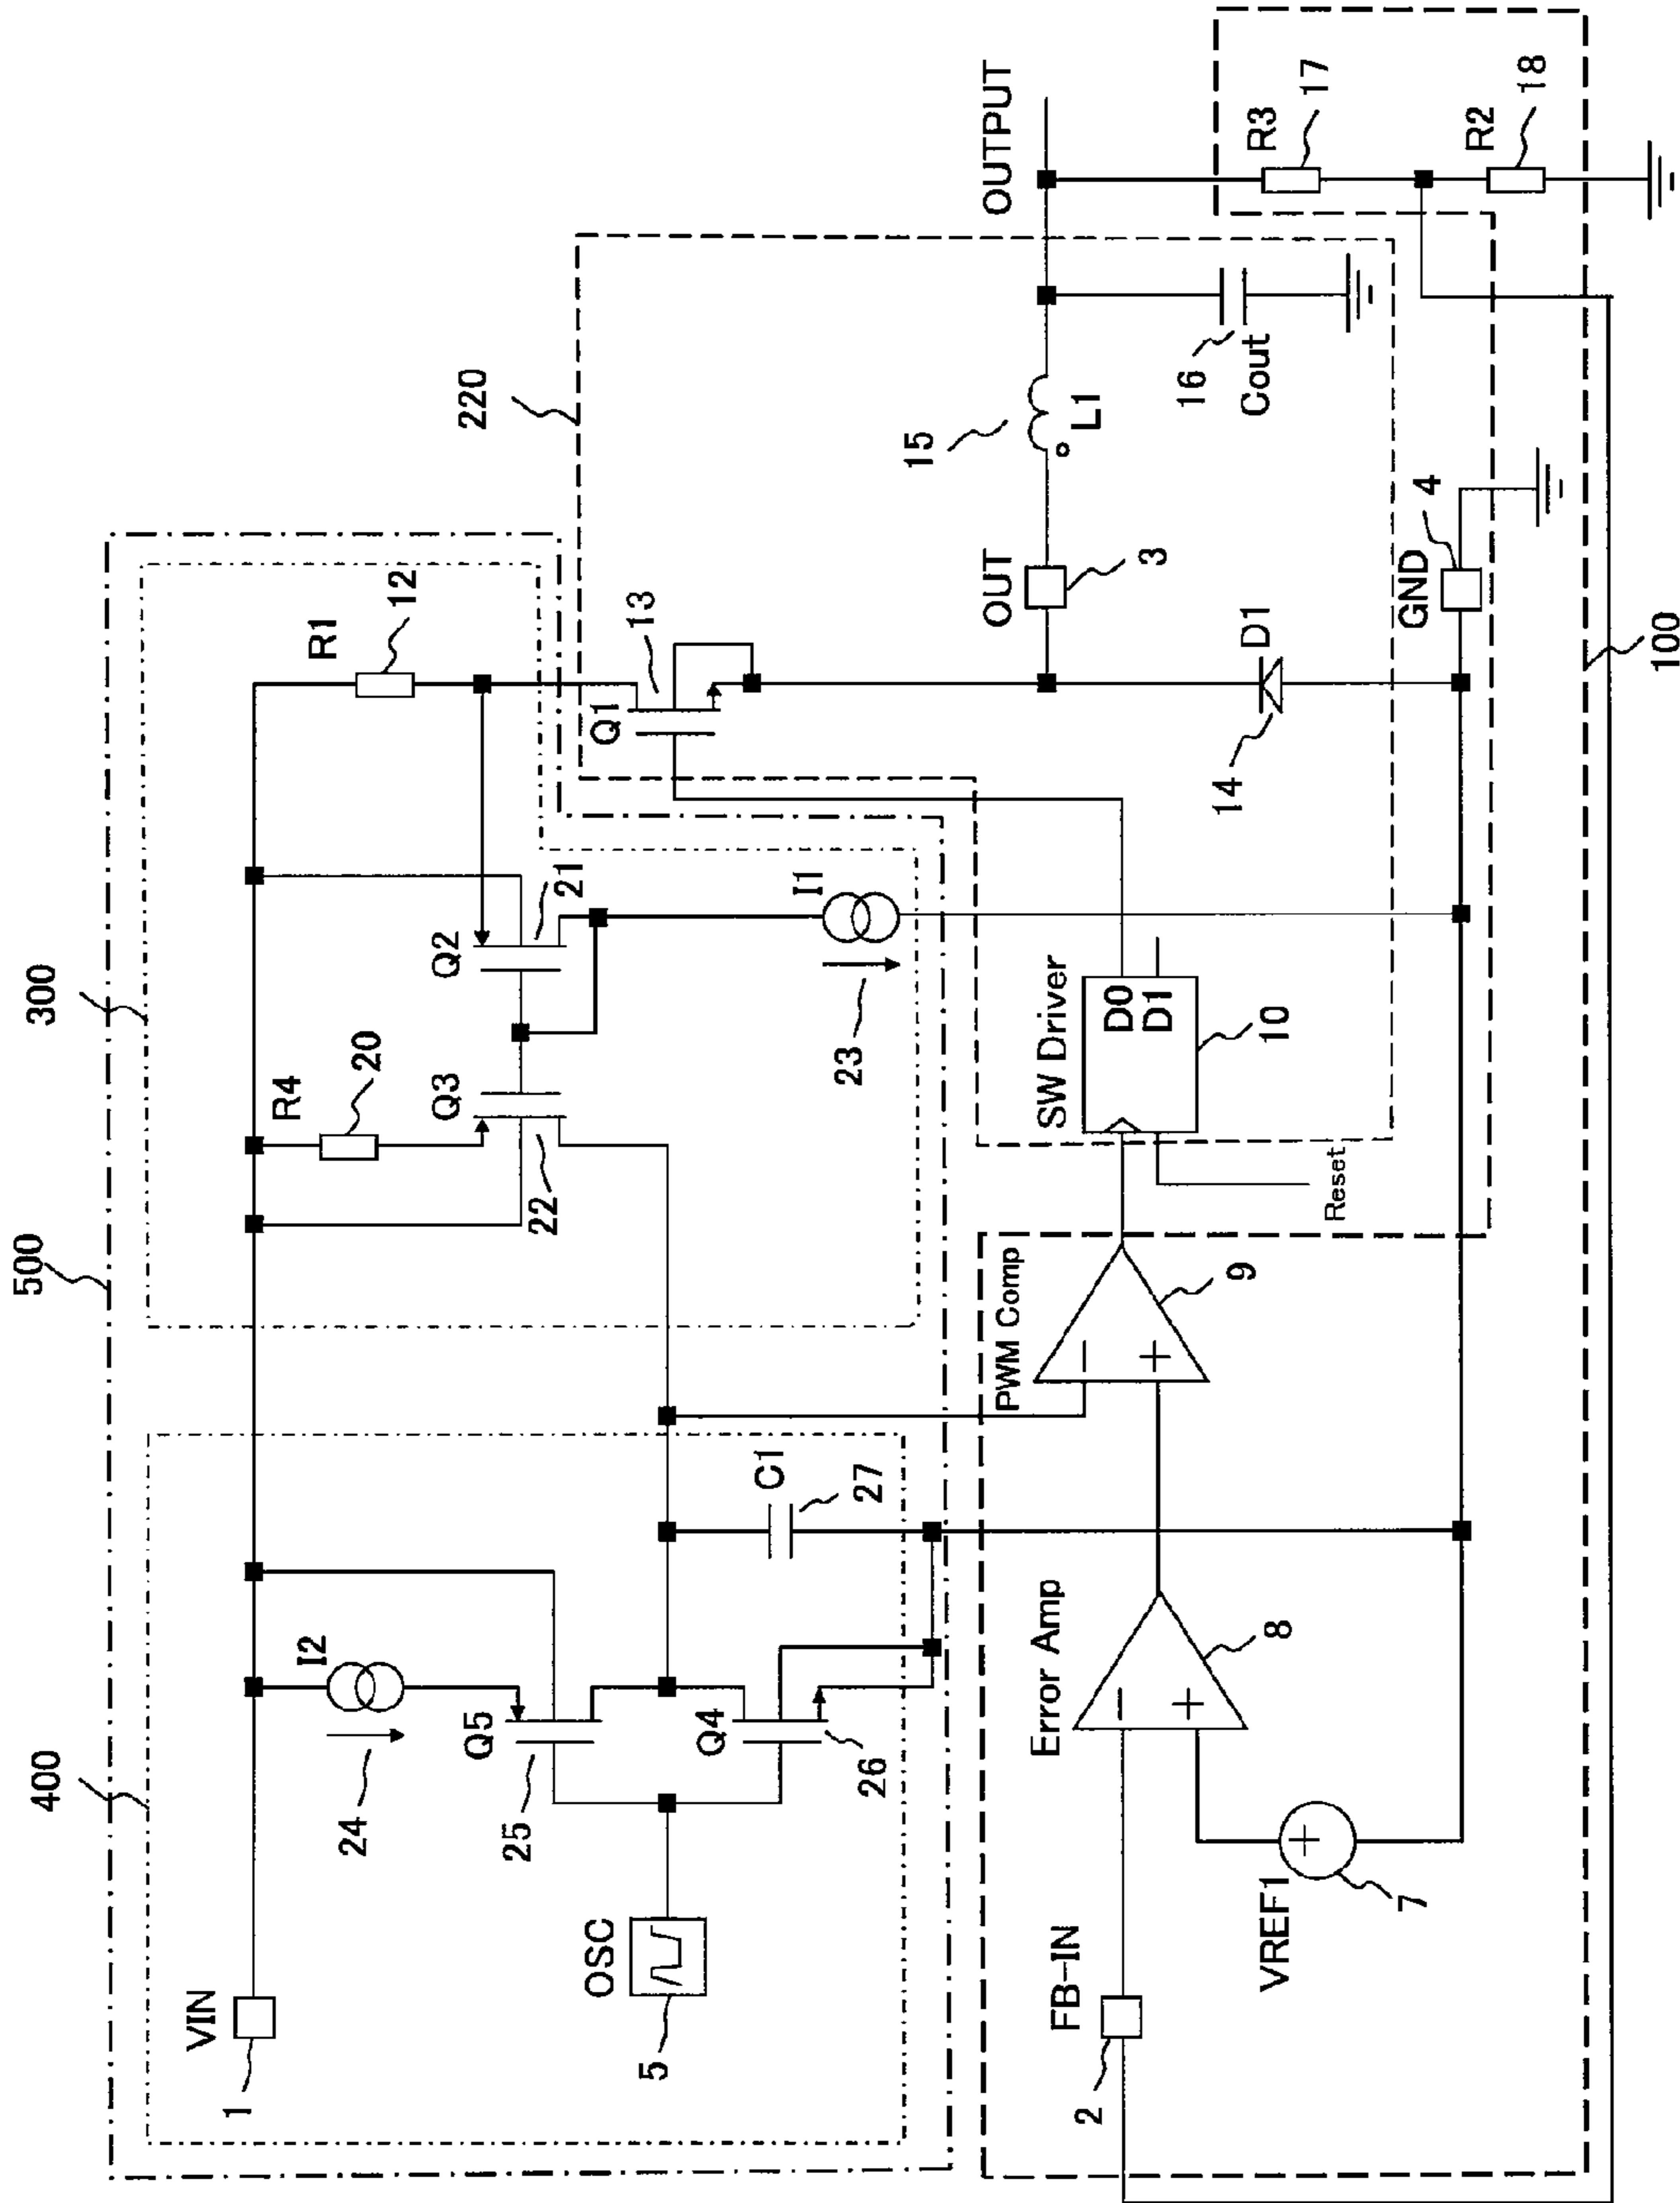 500
300
400
220
R1
12
R4
20
Q2
21
Q3
22
I1
23
VIN
1
I2
24
Q5
25
Q4
26
C1
27
OSC
5
Q1
13
OUT
3
15
L1
16
Cout
OUTPUT
R3
17
R2
18
D1
14
GND
4
SW Driver
D0
D1
10
Reset
PWM Comp
−
+
9
Error Amp
−
+
8
FB-IN
2
VREF1
+
7
100